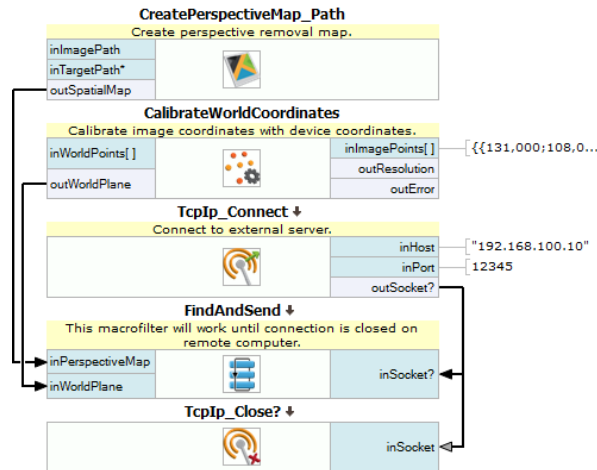 CreatePerspectiveMap_Path
Create perspective removal map.
inImagePath
inTargetPath*
outSpatialMap
CalibrateWorldCoordinates
Calibrate image coordinates with device coordinates.
inWorldPoints[ ]
inImagePoints[ ]
{{131,000;108,0...
outResolution
outWorldPlane
outError
TcpIp_Connect
Connect to external server.
inHost
"192.168.100.10"
inPort
12345
outSocket?
FindAndSend
This macrofilter will work until connection is closed on
remote computer.
inPerspectiveMap
inSocket?
inWorldPlane
TcpIp_Close?
inSocket